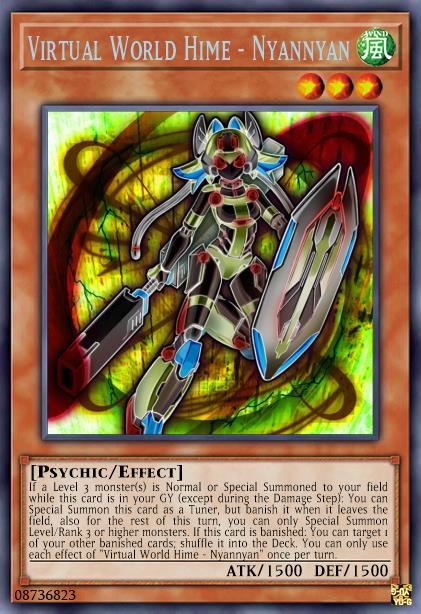 VIRTUAL WORLD HIME - NYANNYAN
WIND
風
[PSYCHIC/EFFECT]
If a Level 3 monster(s) is Normal or Special Summoned to your field
while this card is in your GY (except during the Damage Step): You can
Special Summon this card as a Tuner, but banish it when it leaves the
field, also for the rest of this turn, you can only Special Summon
Level/Rank 3 or higher monsters. If this card is banished: You can target 1
of your other banished cards; shuffle it into the Deck. You can only use
each effect of "Virtual World Hime - Nyannyan" once per turn.
ATK/1500 DEF/1500
08736823